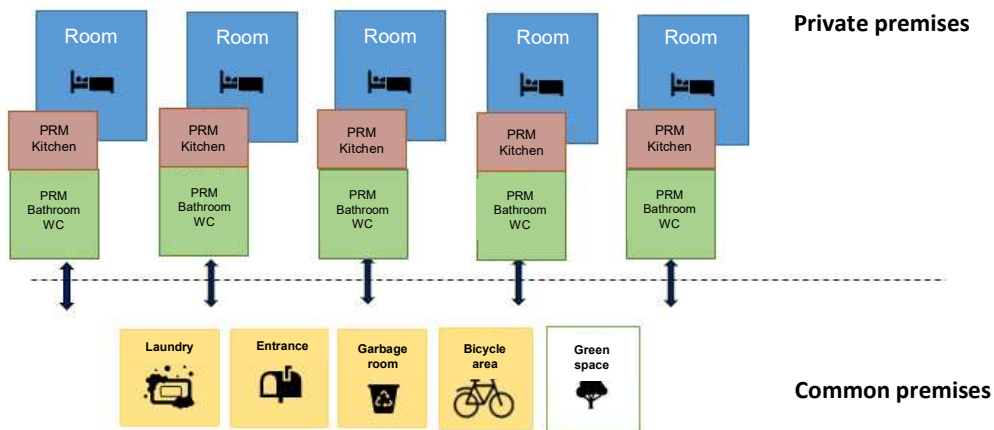 Private premises
Room
Room
Room
Room
Room
PRM
Kitchen
PRM
Kitchen
PRM
Kitchen
PRM
Kitchen
PRM
Kitchen
PRM
Bathroom
WC
PRM
Bathroom
WC
PRM
Bathroom
WC
PRM
Bathroom
WC
PRM
Bathroom
WC
Laundry
Entrance
Garbage
room
Bicycle
area
Green
space
Common premises